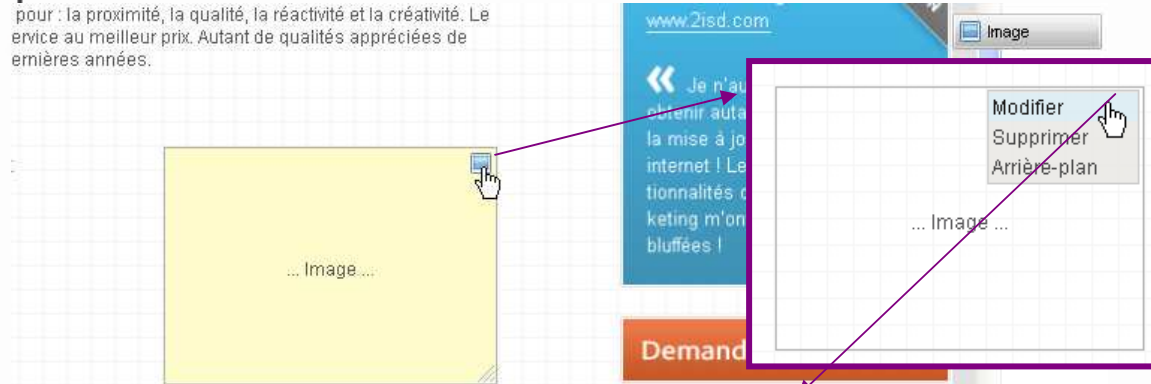 pour : la proximité, la qualité, la réactivité et la créativité. Le
ervice au meilleur prix. Autant de qualités appréciées de
ernières années.
... Image ...
www.2isd.com
« Je n'au
obtenir auta
la mise à jo
internet ! Le
tionnalités
keting m'on
bluffées !
Demand
Image
Modifier
Supprimer
Arrière-plan
... Image ...